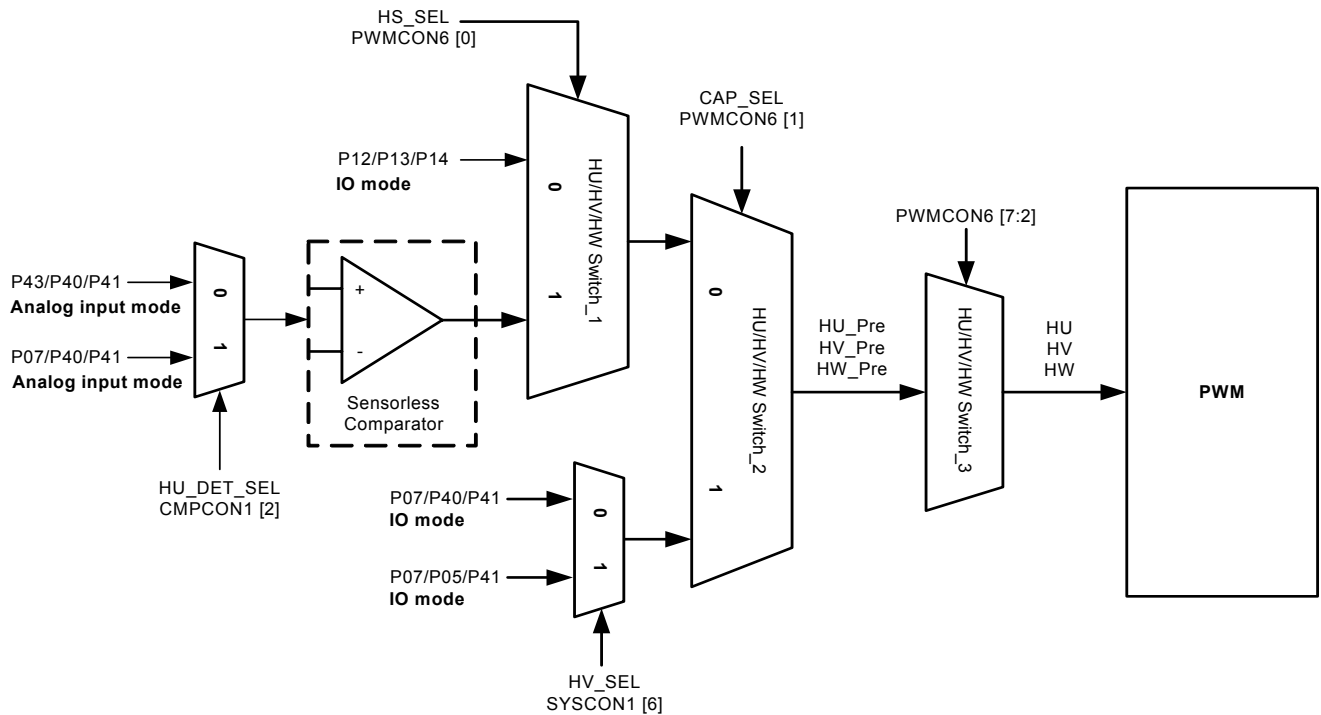 HS_SEL
PWMCON6 [0]
CAP_SEL
PWMCON6 [1]
P12/P13/P14
IO mode
0
1
HU/HV/HW Switch_1
PWMCON6 [7:2]
P43/P40/P41
Analog input mode
P07/P40/P41
Analog input mode
0
1
+
-
Sensorless
Comparator
HU_DET_SEL
CMPCON1 [2]
0
1
HU/HV/HW Switch_2
HU_Pre
HV_Pre
HW_Pre
HU/HV/HW Switch_3
HU
HV
HW
PWM
P07/P40/P41
IO mode
P07/P05/P41
IO mode
0
1
HV_SEL
SYSCON1 [6]